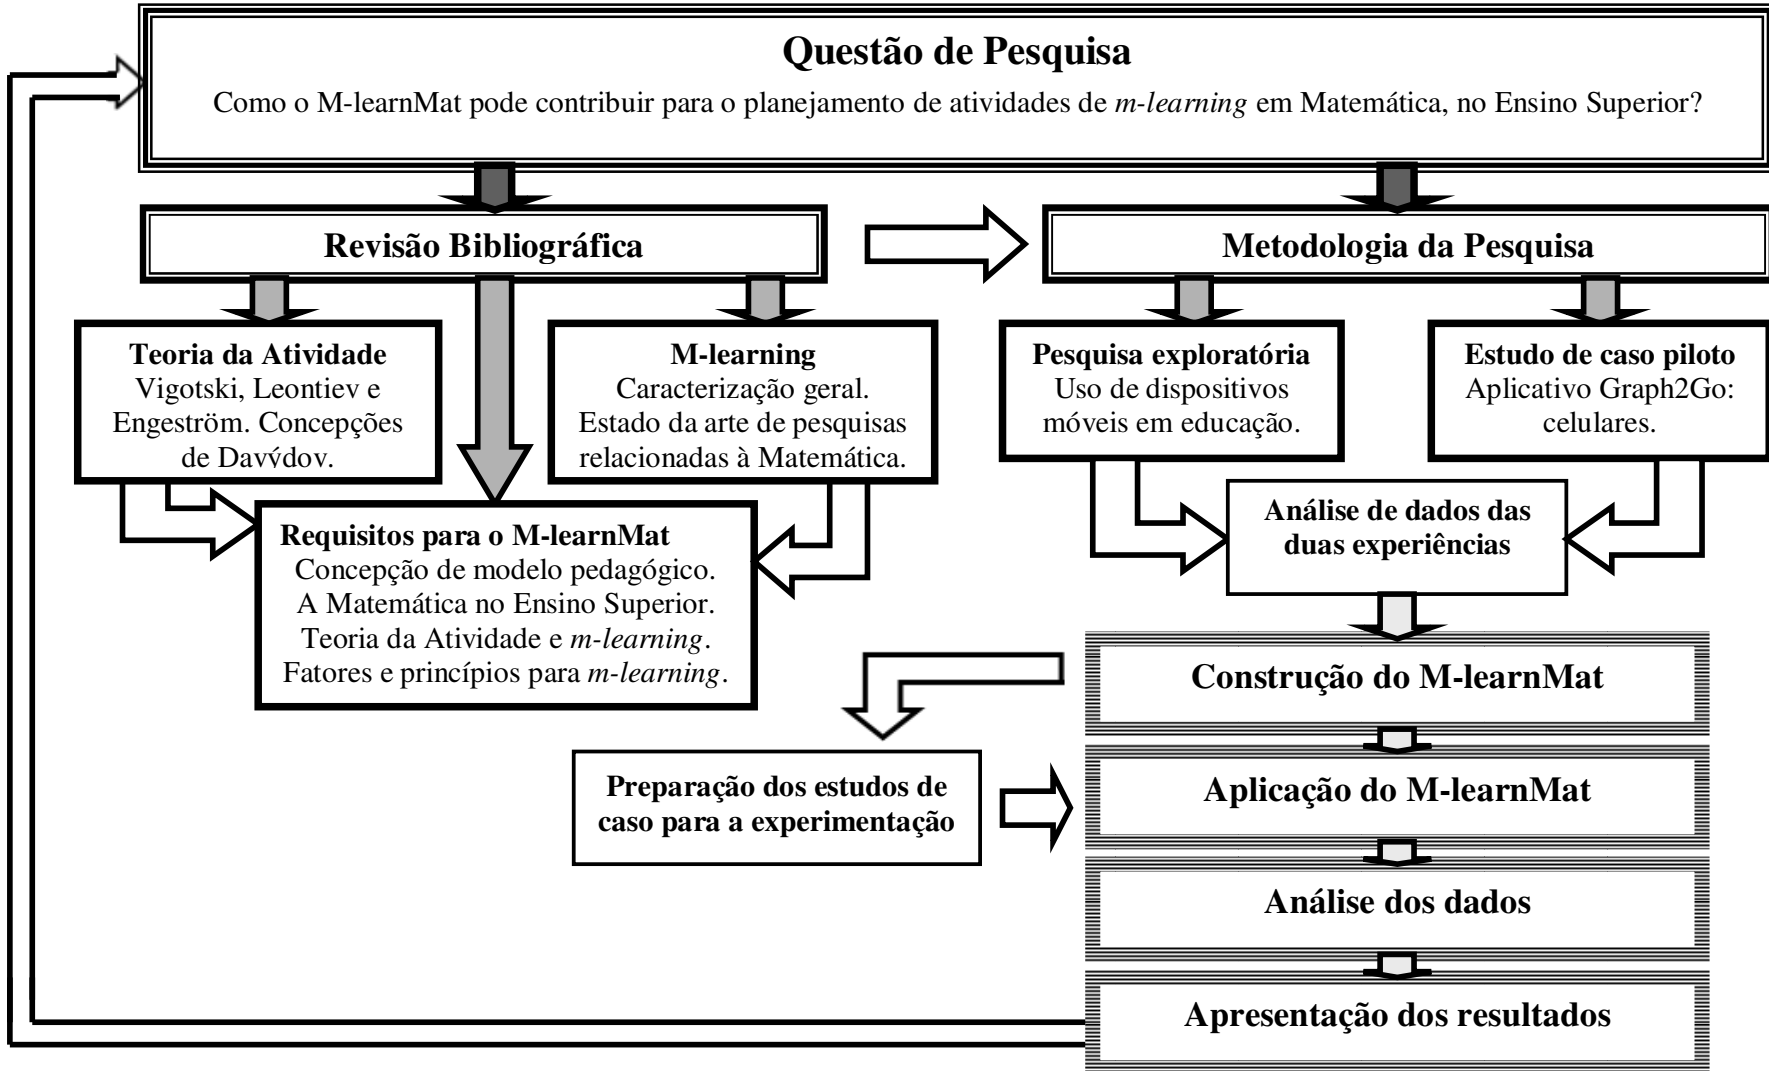 Questão de Pesquisa
Como o M-learnMat pode contribuir para o planejamento de atividades de m-learning em Matemática, no Ensino Superior?
Revisão Bibliográfica
Metodologia da Pesquisa
Teoria da Atividade
Vigotski, Leontiev e
Engeström. Concepções
de Davýdov.
M-learning
Caracterização geral.
Estado da arte de pesquisas
relacionadas à Matemática.
Pesquisa exploratória
Uso de dispositivos
móveis em educação.
Estudo de caso piloto
Aplicativo Graph2Go:
celulares.
Requisitos para o M-learnMat
Concepção de modelo pedagógico.
A Matemática no Ensino Superior.
Teoria da Atividade e m-learning.
Fatores e princípios para m-learning.
Análise de dados das
duas experiências
Construção do M-learnMat
Preparação dos estudos de
caso para a experimentação
Aplicação do M-learnMat
Análise dos dados
Apresentação dos resultados